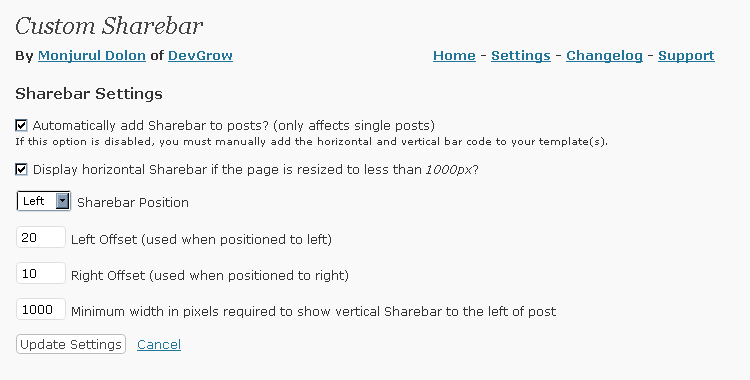 Custom Sharebar
By Monjurul Dolon of DevGrow
Home - Settings - Changelog - Support
Sharebar Settings
Automatically add Sharebar to posts? (only affects single posts)
If this option is disabled, you must manually add the horizontal and vertical bar code to your template(s).
Display horizontal Sharebar if the page is resized to less than 1000px?
Left Sharebar Position
20 Left Offset (used when positioned to left)
10 Right Offset (used when positioned to right)
1000 Minimum width in pixels required to show vertical Sharebar to the left of post
Update Settings Cancel